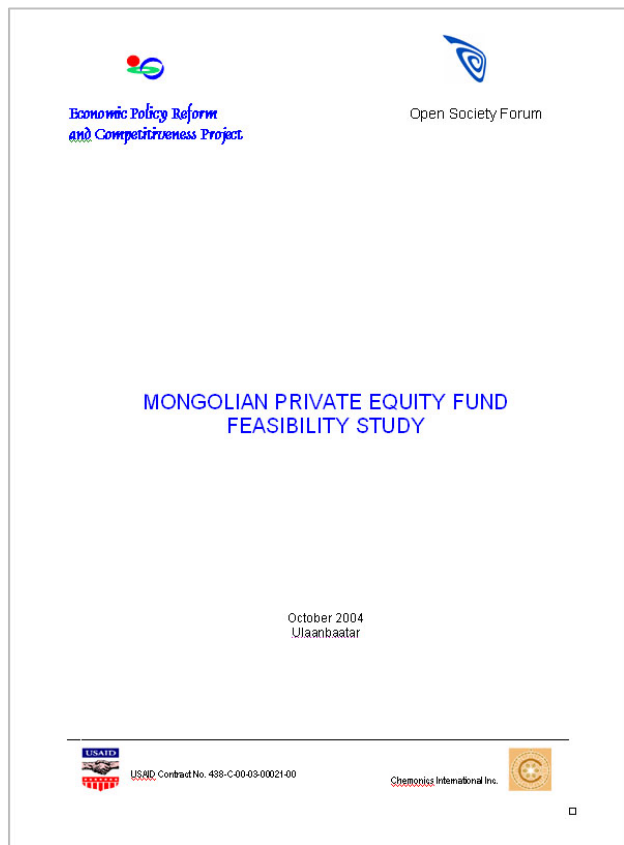 Economic Policy Reform
and Competitiveness Project
Open Society Forum
MONGOLIAN PRIVATE EQUITY FUND
FEASIBILITY STUDY
October 2004
Ulaanbaatar
USAID
USAID Contract No. 438-C-00-03-00021-00
Chemonics International Inc.